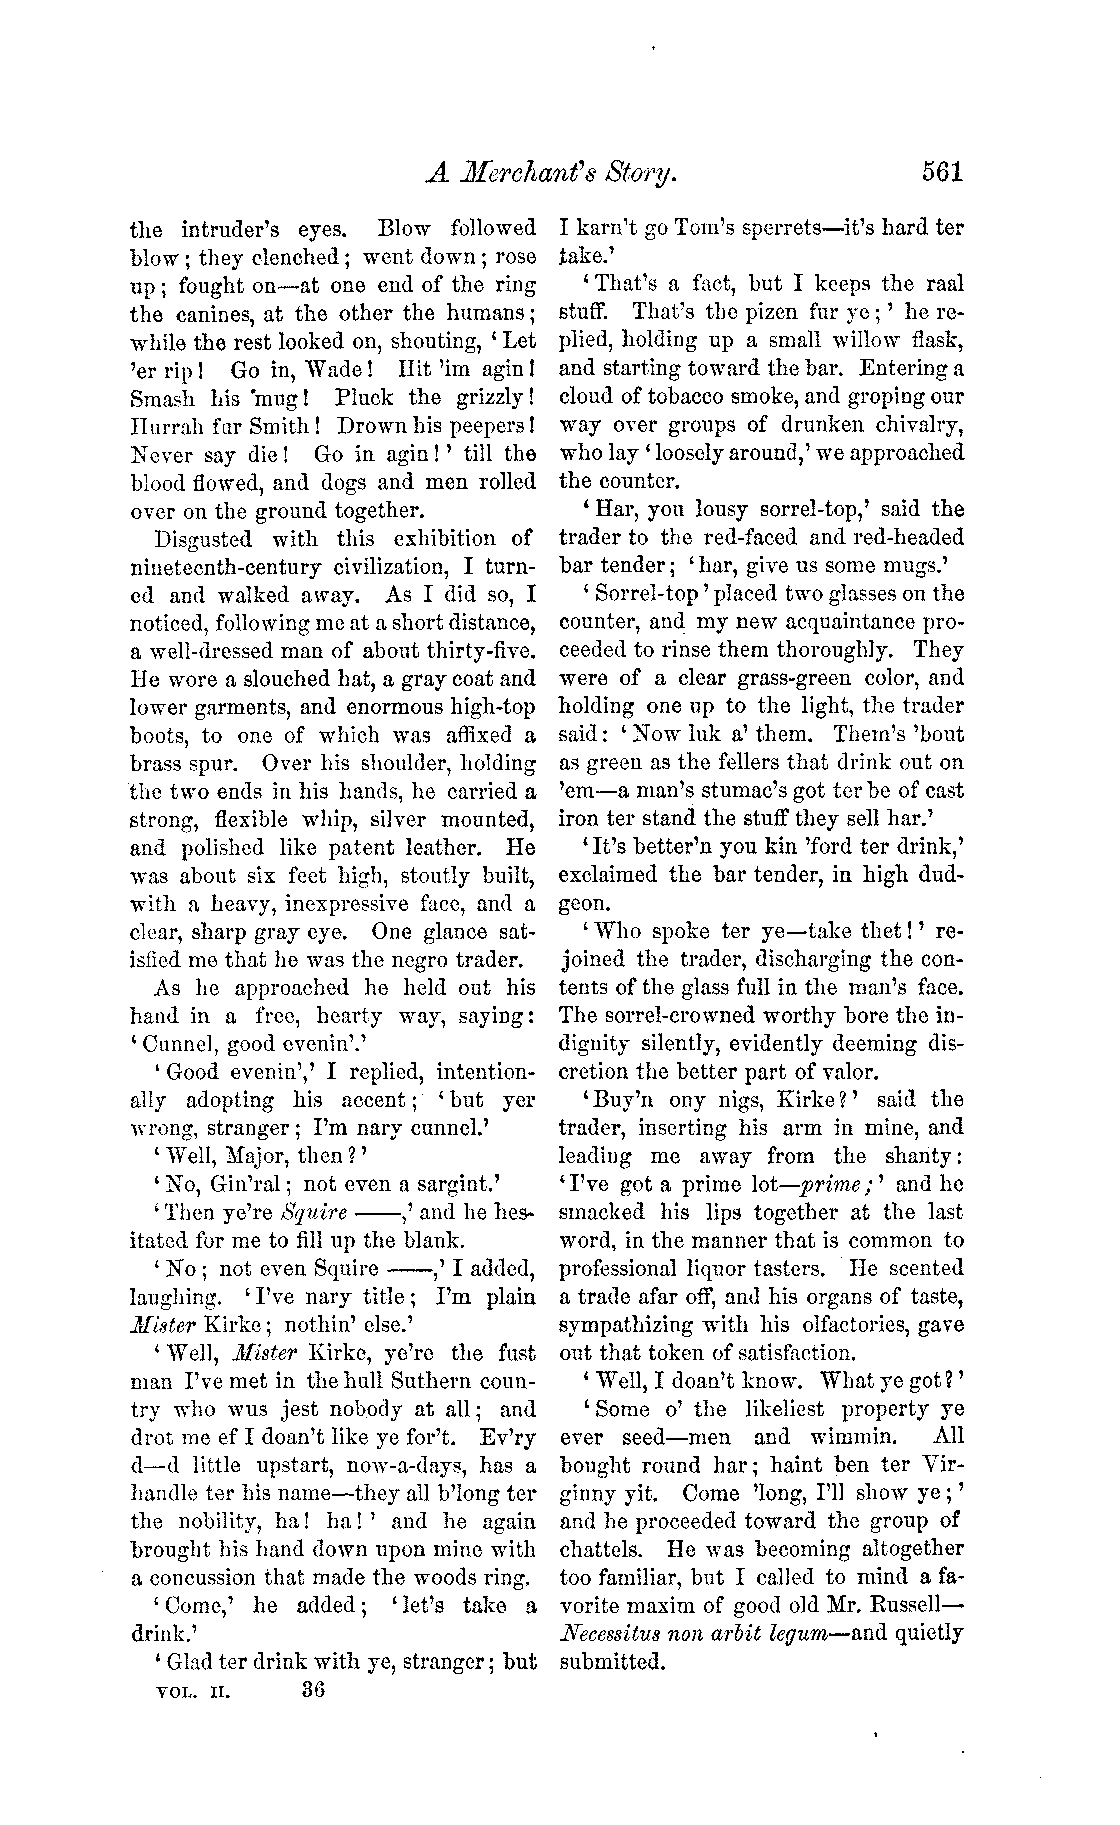 A Merchant's Story. 561
the intruder's eyes. Blow followed
blow; they clenched; went down; rose
up; fought on—at one end of the ring
the canines, at the other the humans;
while the rest looked on, shouting, 'Let
'er rip! Go in, Wade! Hit 'im agin!
Smash his mug! Pluck the grizzly!
Hurrah fur Smith! Drown his peepers!
Never say die! Go in agin!' till the
blood flowed, and dogs and men rolled
over on the ground together.
Disgusted with this exhibition of
nineteenth-century civilization, I turn-
ed and walked away. As I did so, I
noticed, following me at a short distance,
a well-dressed man of about thirty-five.
He wore a slouched hat, a gray coat and
lower garments, and enormous high-top
boots, to one of which was affixed a
brass spur. Over his shoulder, holding
the two ends in his hands, he carried a
strong, flexible whip, silver mounted,
and polished like patent leather. He
was about six feet high, stoutly built,
with a heavy, inexpressive face, and a
clear, sharp gray eye. One glance sat-
isfied me that he was the negro trader.
As he approached he held out his
hand in a free, hearty way, saying:
'Cunnel, good evenin'.'
'Good evenin',' I replied, intention-
ally adopting his accent; 'but yer
wrong, stranger; I'm nary cunnel.'
'Well, Major, then?'
'No, Gin'ral; not even a sargint.'
'Then ye're Squire ——,' and he hes-
itated for me to fill up the blank.
'No; not even Squire ——,' I added,
laughing. 'I've nary title; I'm plain
Mister Kirke; nothin' else.'
'Well, Mister Kirke, ye're the fust
man I've met in the hull Suthern coun-
try who wus jest nobody at all; and
drot me ef I doan't like ye for't. Ev'ry
d—d little upstart, now-a-days, has a
handle ter his name—they all b'long ter
the nobility, ha! ha!' and he again
brought his hand down upon mine with
a concussion that made the woods ring.
'Come,' he added; 'let's take a
drink.'
'Glad ter drink with ye, stranger; but
VOL. II. 36
I karn't go Tom's sperrets—it's hard ter
take.'
'That's a fact, but I keeps the raal
stuff. That's the pizen fur ye;' he re-
plied, holding up a small willow flask,
and starting toward the bar. Entering a
cloud of tobacco smoke, and groping our
way over groups of drunken chivalry,
who lay 'loosely around,' we approached
the counter.
'Har, you lousy sorrel-top,' said the
trader to the red-faced and red-headed
bar tender; 'har, give us some mugs.'
'Sorrel-top' placed two glasses on the
counter, and my new acquaintance pro-
ceeded to rinse them thoroughly. They
were of a clear grass-green color, and
holding one up to the light, the trader
said: 'Now luk a' them. Them's 'bout
as green as the fellers that drink out on
'em—a man's stumac's got ter be of cast
iron ter stand the stuff they sell har.'
'It's better'n you kin 'ford ter drink,'
exclaimed the bar tender, in high dud-
geon.
'Who spoke ter ye—take thet!' re-
joined the trader, discharging the con-
tents of the glass full in the man's face.
The sorrel-crowned worthy bore the in-
dignity silently, evidently deeming dis-
cretion the better part of valor.
'Buy'n ony nigs, Kirke?' said the
trader, inserting his arm in mine, and
leading me away from the shanty:
'I've got a prime lot—prime;' and he
smacked his lips together at the last
word, in the manner that is common to
professional liquor tasters. He scented
a trade afar off, and his organs of taste,
sympathizing with his olfactories, gave
out that token of satisfaction.
'Well, I doan't know. What ye got?'
'Some o' the likeliest property ye
ever seed—men and wimmin. All
bought round har; haint ben ter Vir-
ginny yit. Come 'long, I'll show ye;'
and he proceeded toward the group of
chattels. He was becoming altogether
too familiar, but I called to mind a fa-
vorite maxim of good old Mr. Russell—
Necessitus non arbit legum—and quietly
submitted.